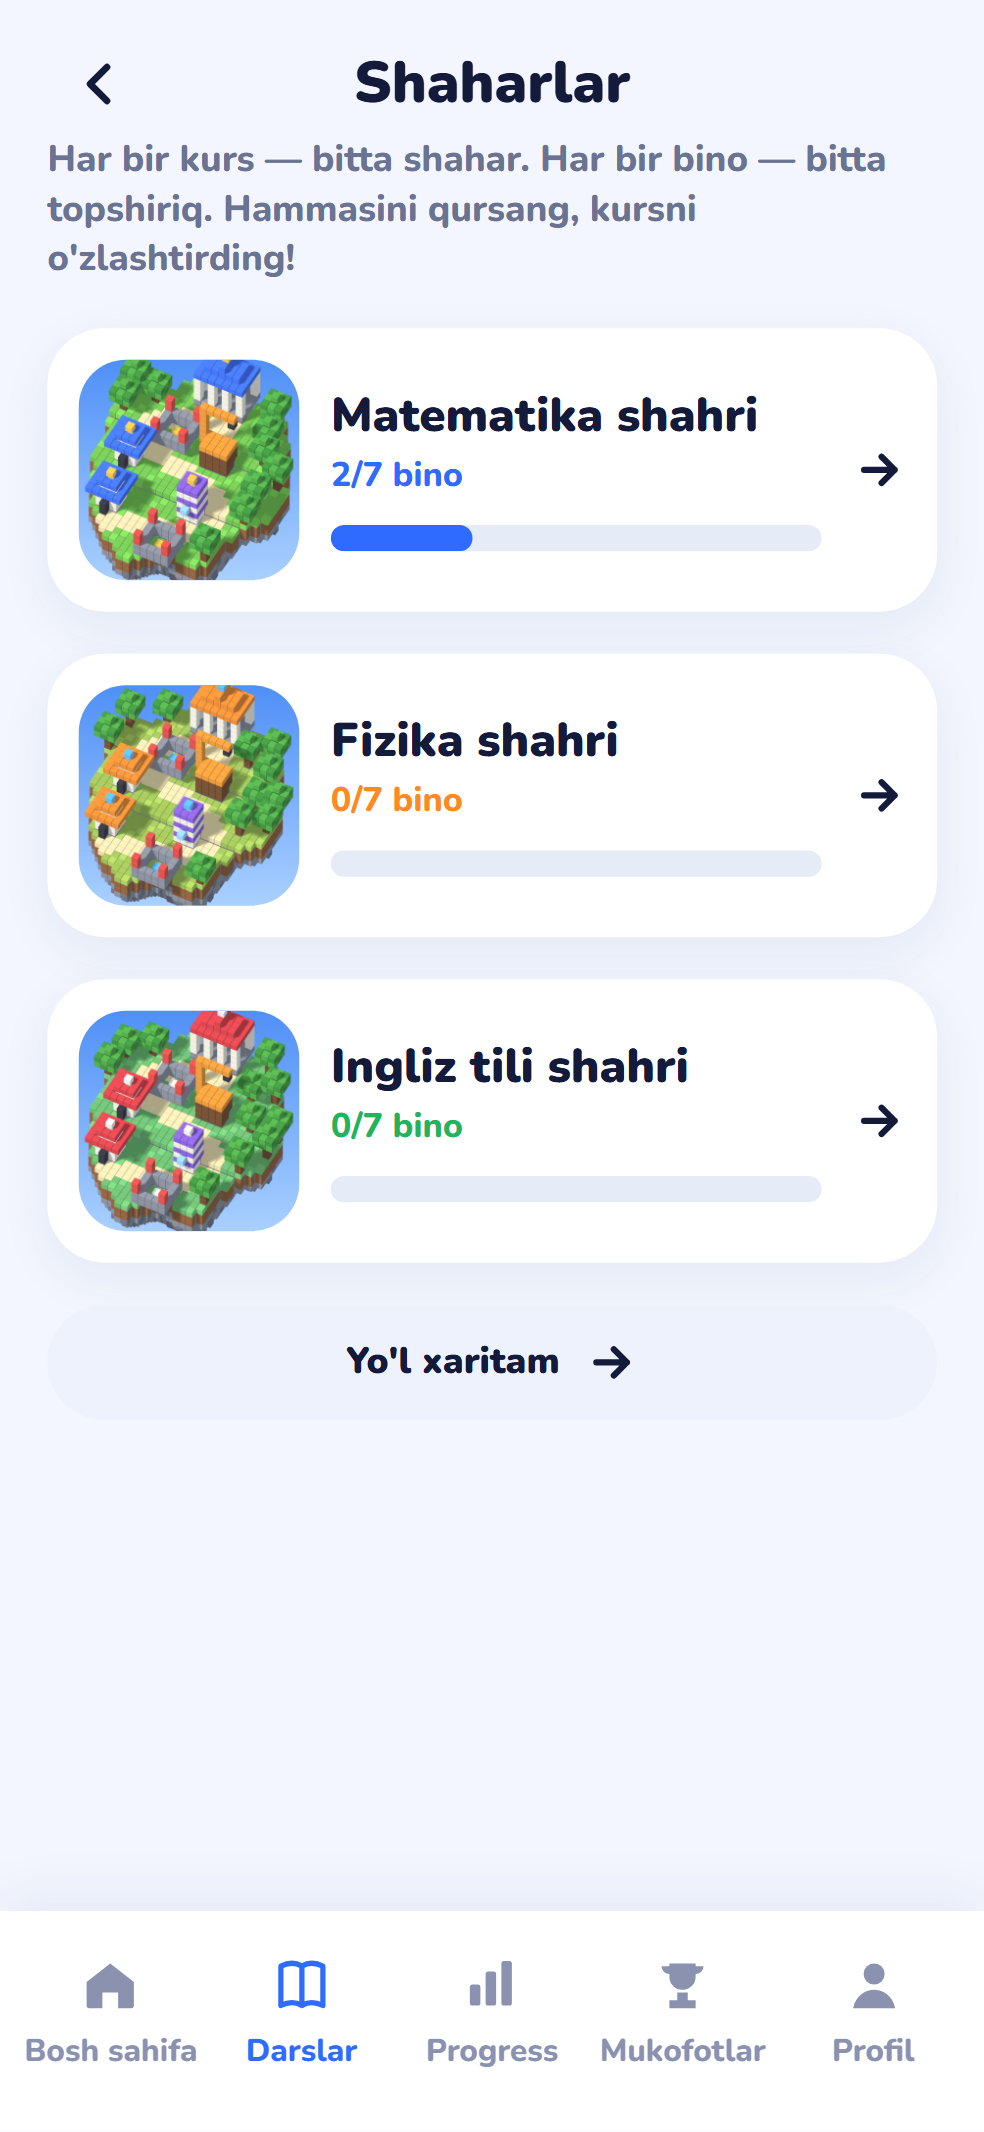 Shaharlar
Har bir kurs — bitta shahar. Har bir bino — bitta
topshiriq. Hammasini qursang, kursni
o'zlashtirding!
Matematika shahri
2/7 bino
Fizika shahri
0/7 bino
Ingliz tili shahri
0/7 bino
Yo'l xaritam
Bosh sahifa
Darslar
Progress
Mukofotlar
Profil